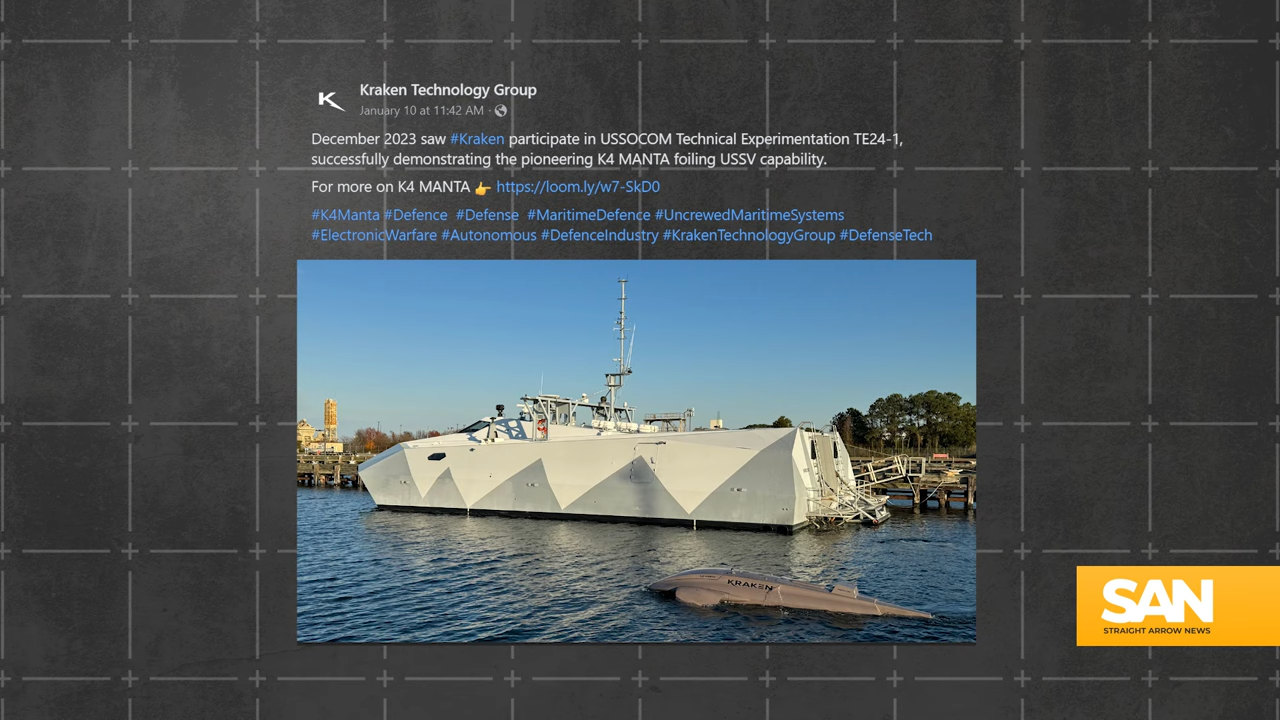 Kraken Technology Group
January 10 at 11:42 AM ·
December 2023 saw #Kraken participate in USSOCOM Technical Experimentation TE24-1,
successfully demonstrating the pioneering K4 MANTA foiling USSV capability.
For more on K4 MANTA 👉 https://loom.ly/w7-SkD0
#K4Manta #Defence #Defense #MaritimeDefence #UncrewedMaritimeSystems
#ElectronicWarfare #Autonomous #DefenceIndustry #KrakenTechnologyGroup #DefenseTech
KRAKEN
SAN
STRAIGHT ARROW NEWS